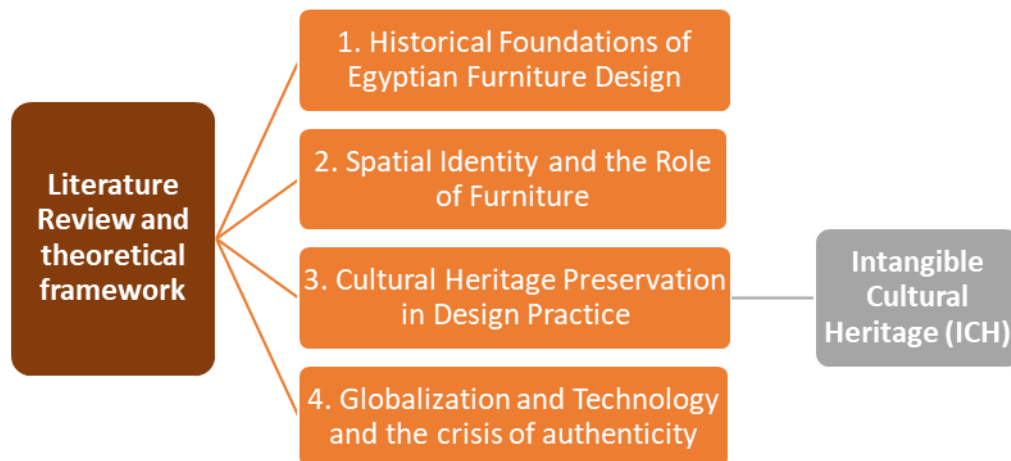 Literature
Review and
theoretical
framework
1. Historical Foundations of
Egyptian Furniture Design
2. Spatial Identity and the Role
of Furniture
3. Cultural Heritage Preservation
in Design Practice
4. Globalization and Technology
and the crisis of authenticity
Intangible
Cultural
Heritage (ICH)